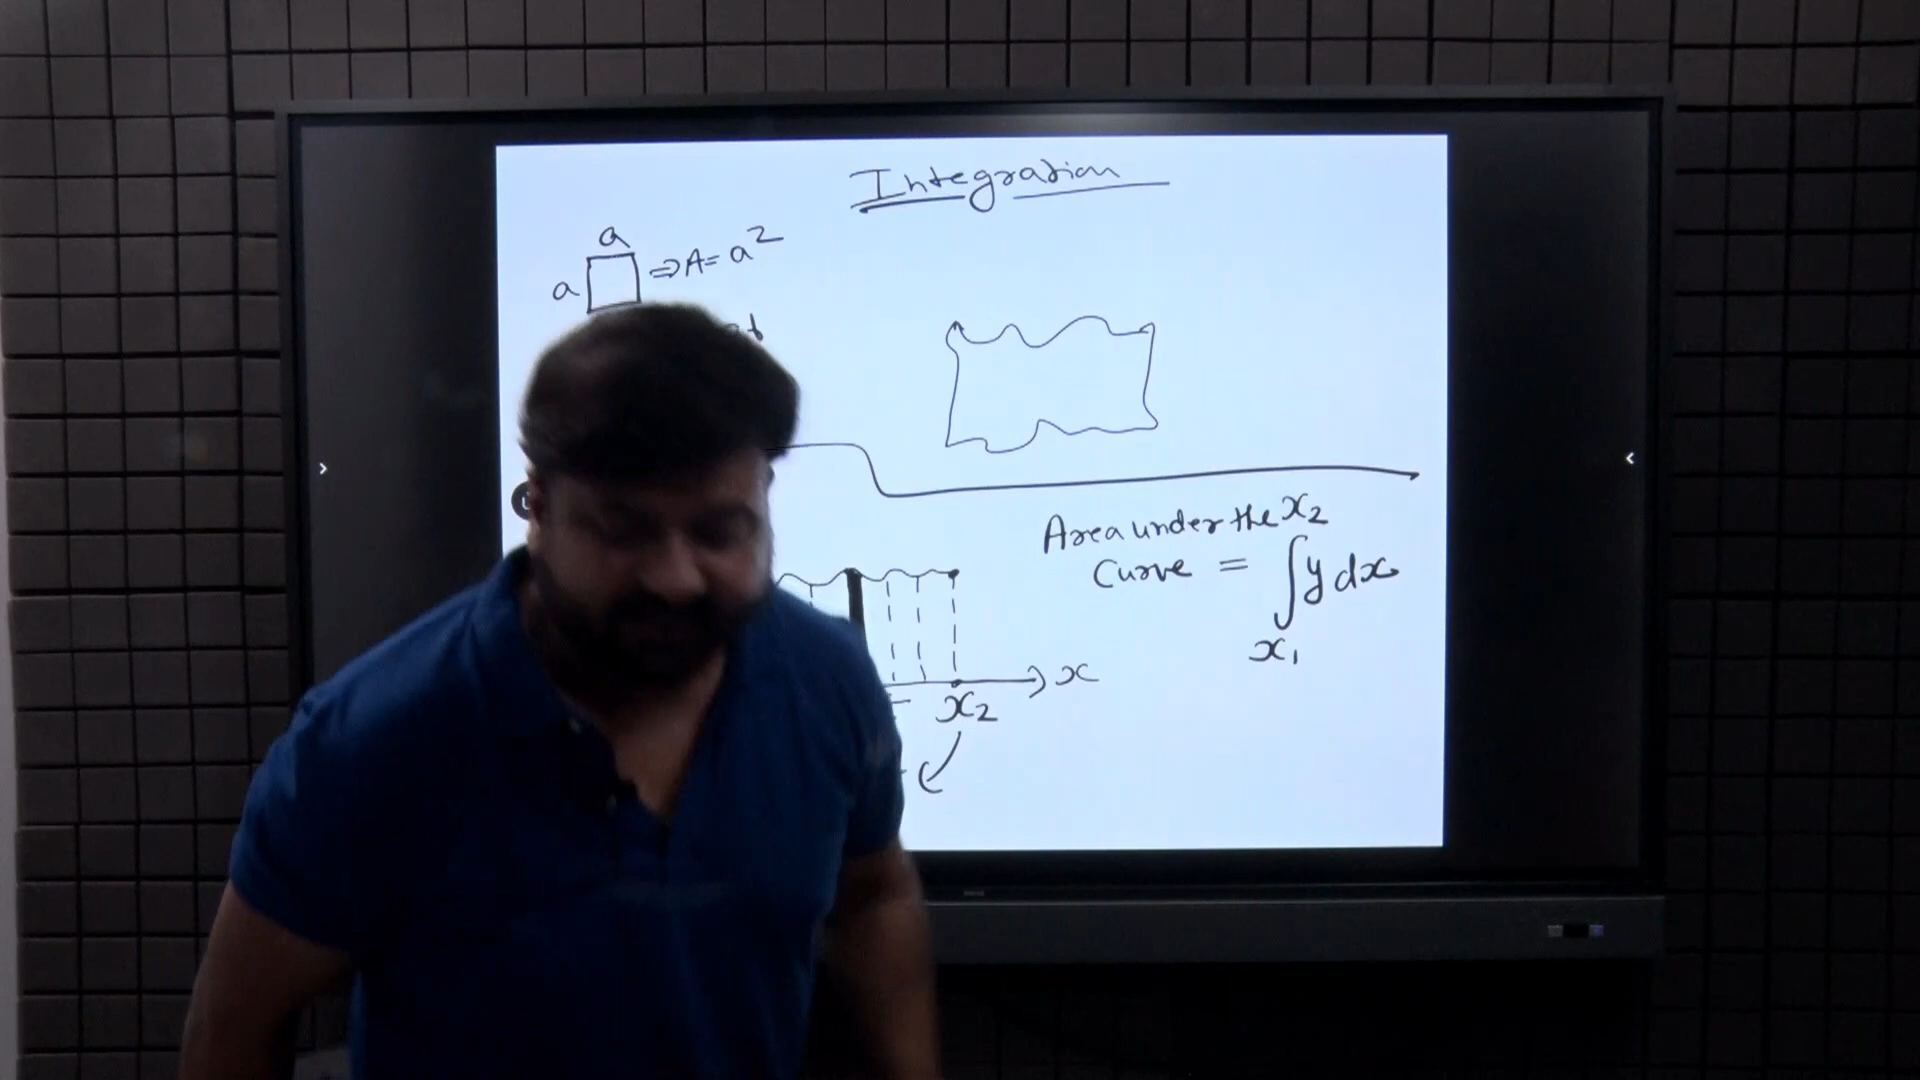 Integration
a
a ⇒ A = a²
Area under the x₂
Curve = ∫ y dx
x₁
x
x₂